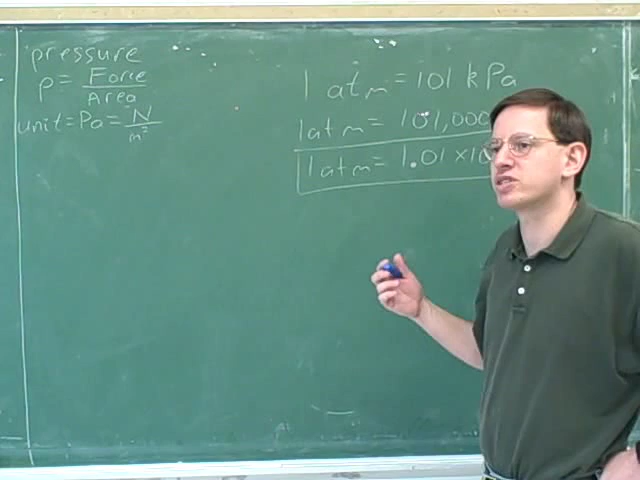 pressure
p = Force
Area
unit = Pa = N
m²
1 atm = 101 kPa
1 atm = 101,000
1 atm = 1.01 × 10